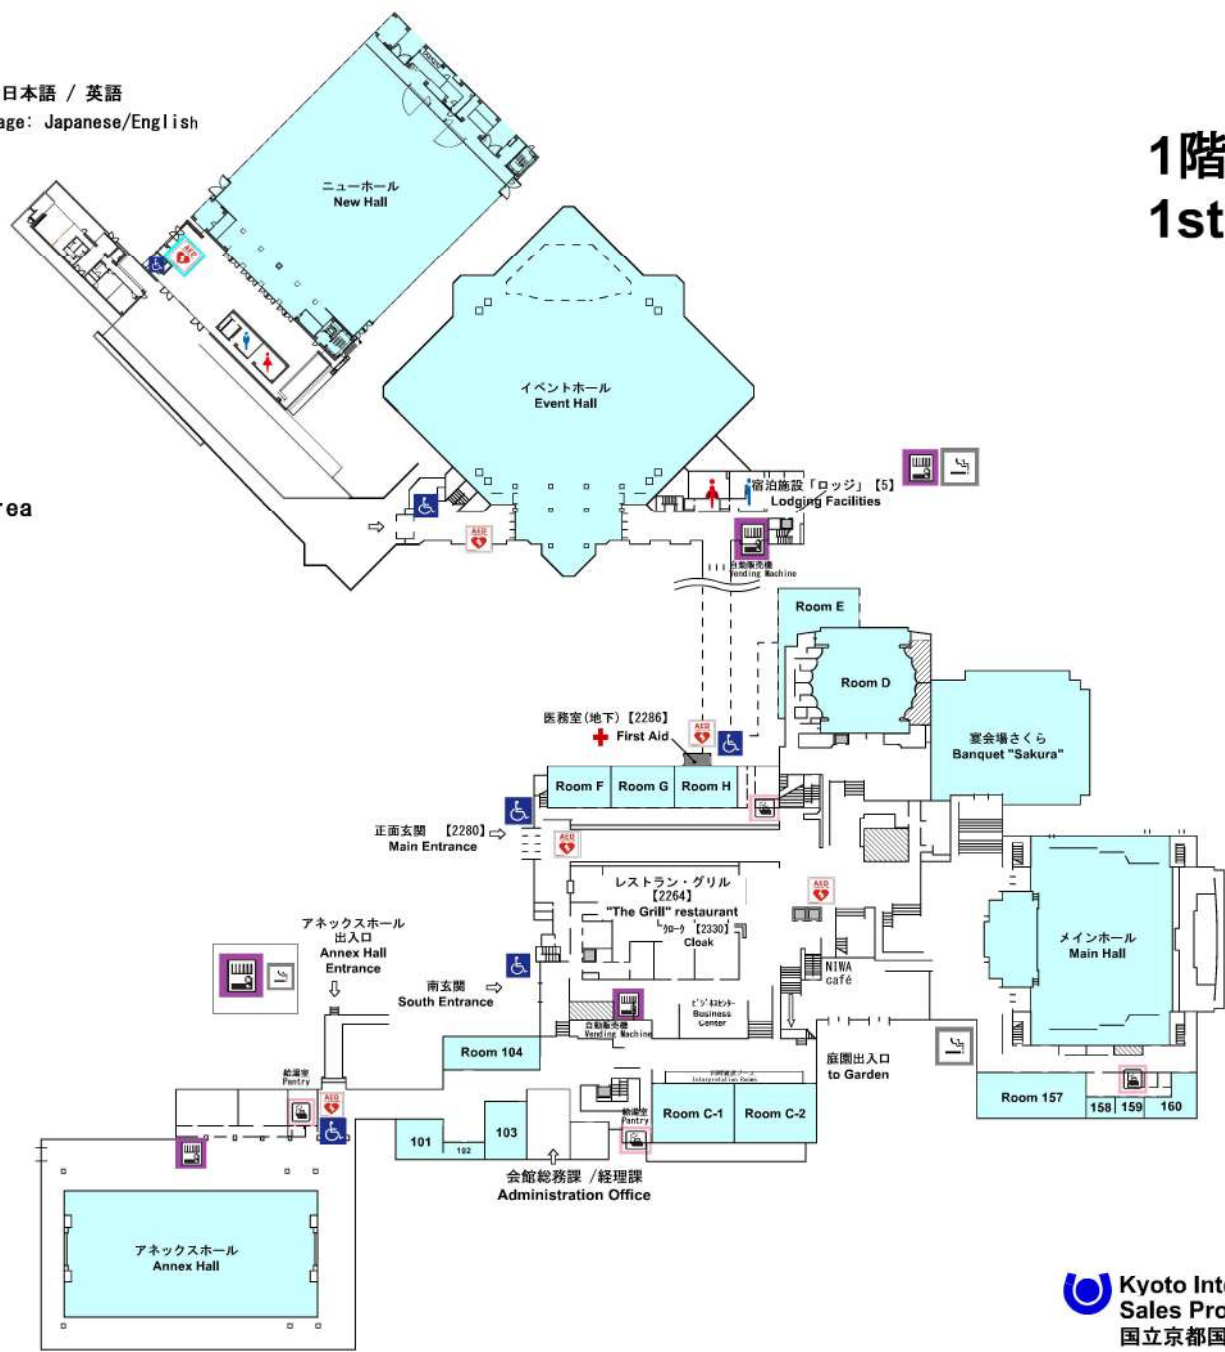 日本語 / 英語
age: Japanese/English
1階
1st
ニューホール
New Hall
イベントホール
Event Hall
rea
宿泊施設「ロッジ」【5】
Lodging Facilities
自動販売機
Vending Machine
Room E
Room D
宴会場さくら
Banquet "Sakura"
医務室(地下)【2286】
First Aid
Room F
Room G
Room H
正面玄関 【2280】
Main Entrance
AED
レストラン・グリル
【2264】
"The Grill" restaurant
クローク 【2330】
Cloak
アネックスホール
出入口
Annex Hall
Entrance
南玄関
South Entrance
NIWA
café
メインホール
Main Hall
ビジネスセンター
Business
Center
自動販売機
Vending Machine
Room 104
庭園出入口
to Garden
Interpretation Rooms
給湯室
Pantry
Room C-1
Room C-2
給湯室
Pantry
Room 157
158
159
160
101
102
103
会館総務課 /経理課
Administration Office
アネックスホール
Annex Hall
Kyoto Int
Sales Pro
国立京都国